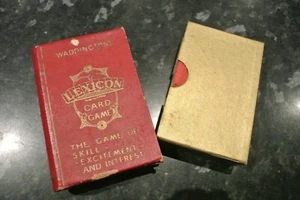 WADDINGTONS
LEXICON
CARD
GAME
THE GAME OF
SKILL
EXCITEMENT
AND INTEREST